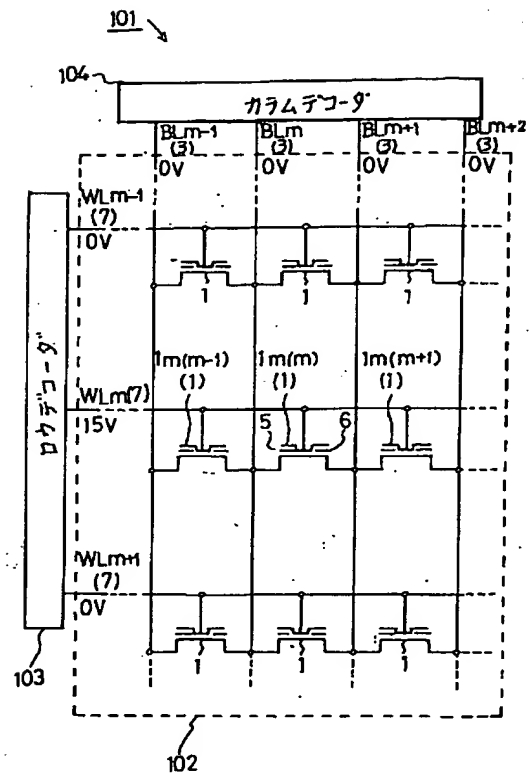 101
104
カラムデコーダ
BLm-1
(3)
0V
BLm
(3)
0V
BLm+1
(3)
0V
BLm+2
(3)
0V
WLm-1
(7)
0V
1
1
1
ロウデコーダ
1m(m-1)
(1)
1m(m)
(1)
1m(m+1)
(1)
WLm(7)
15V
5
6
WLm+1
(7)
0V
1
1
1
103
102